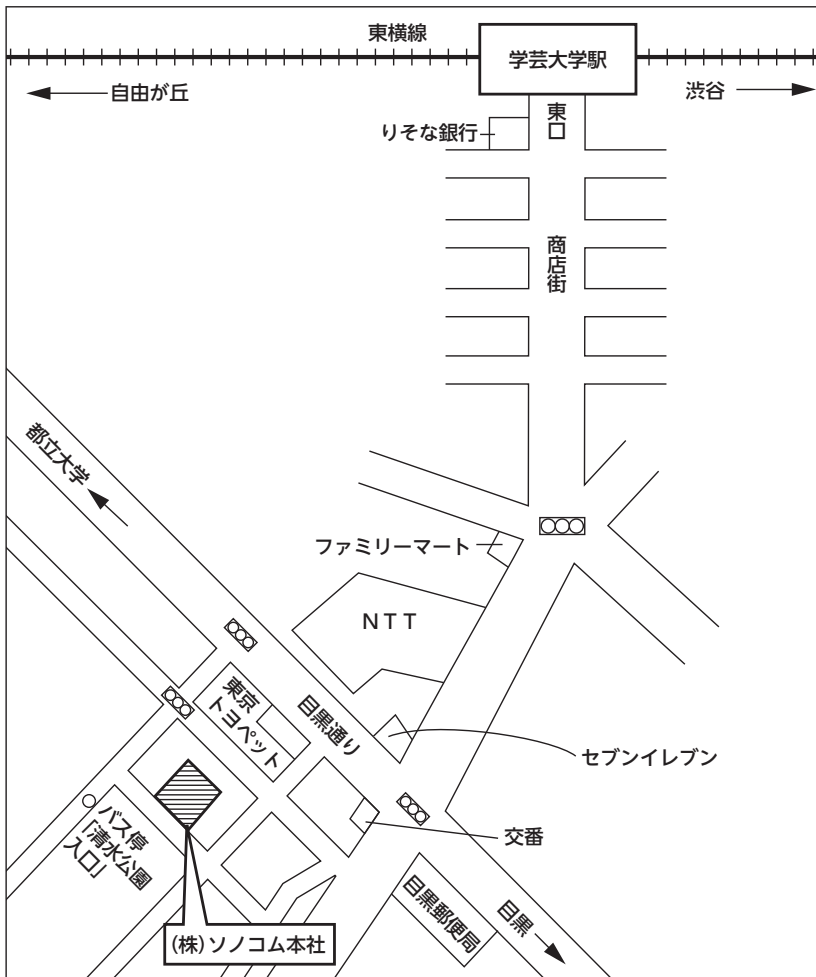 東横線
学芸大学駅
自由が丘
渋谷
東口
りそな銀行
商店街
都立大学
ファミリーマート
NTT
東京
トヨペット
目黒通り
セブンイレブン
バス停
「清水公園
入口」
交番
目黒郵便局
目黒
(株)ソノコム本社